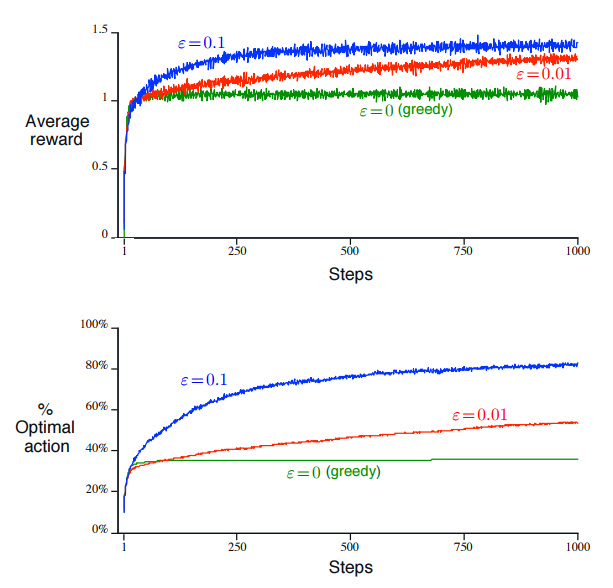 1.5
ε=0.1
ε=0.01
1
ε=0 (greedy)
Average
reward
0.5
0
1
250
500
750
1000
Steps
100%
80%
ε=0.1
%
Optimal
action
60%
ε=0.01
40%
ε=0 (greedy)
20%
0%
1
250
500
750
1000
Steps